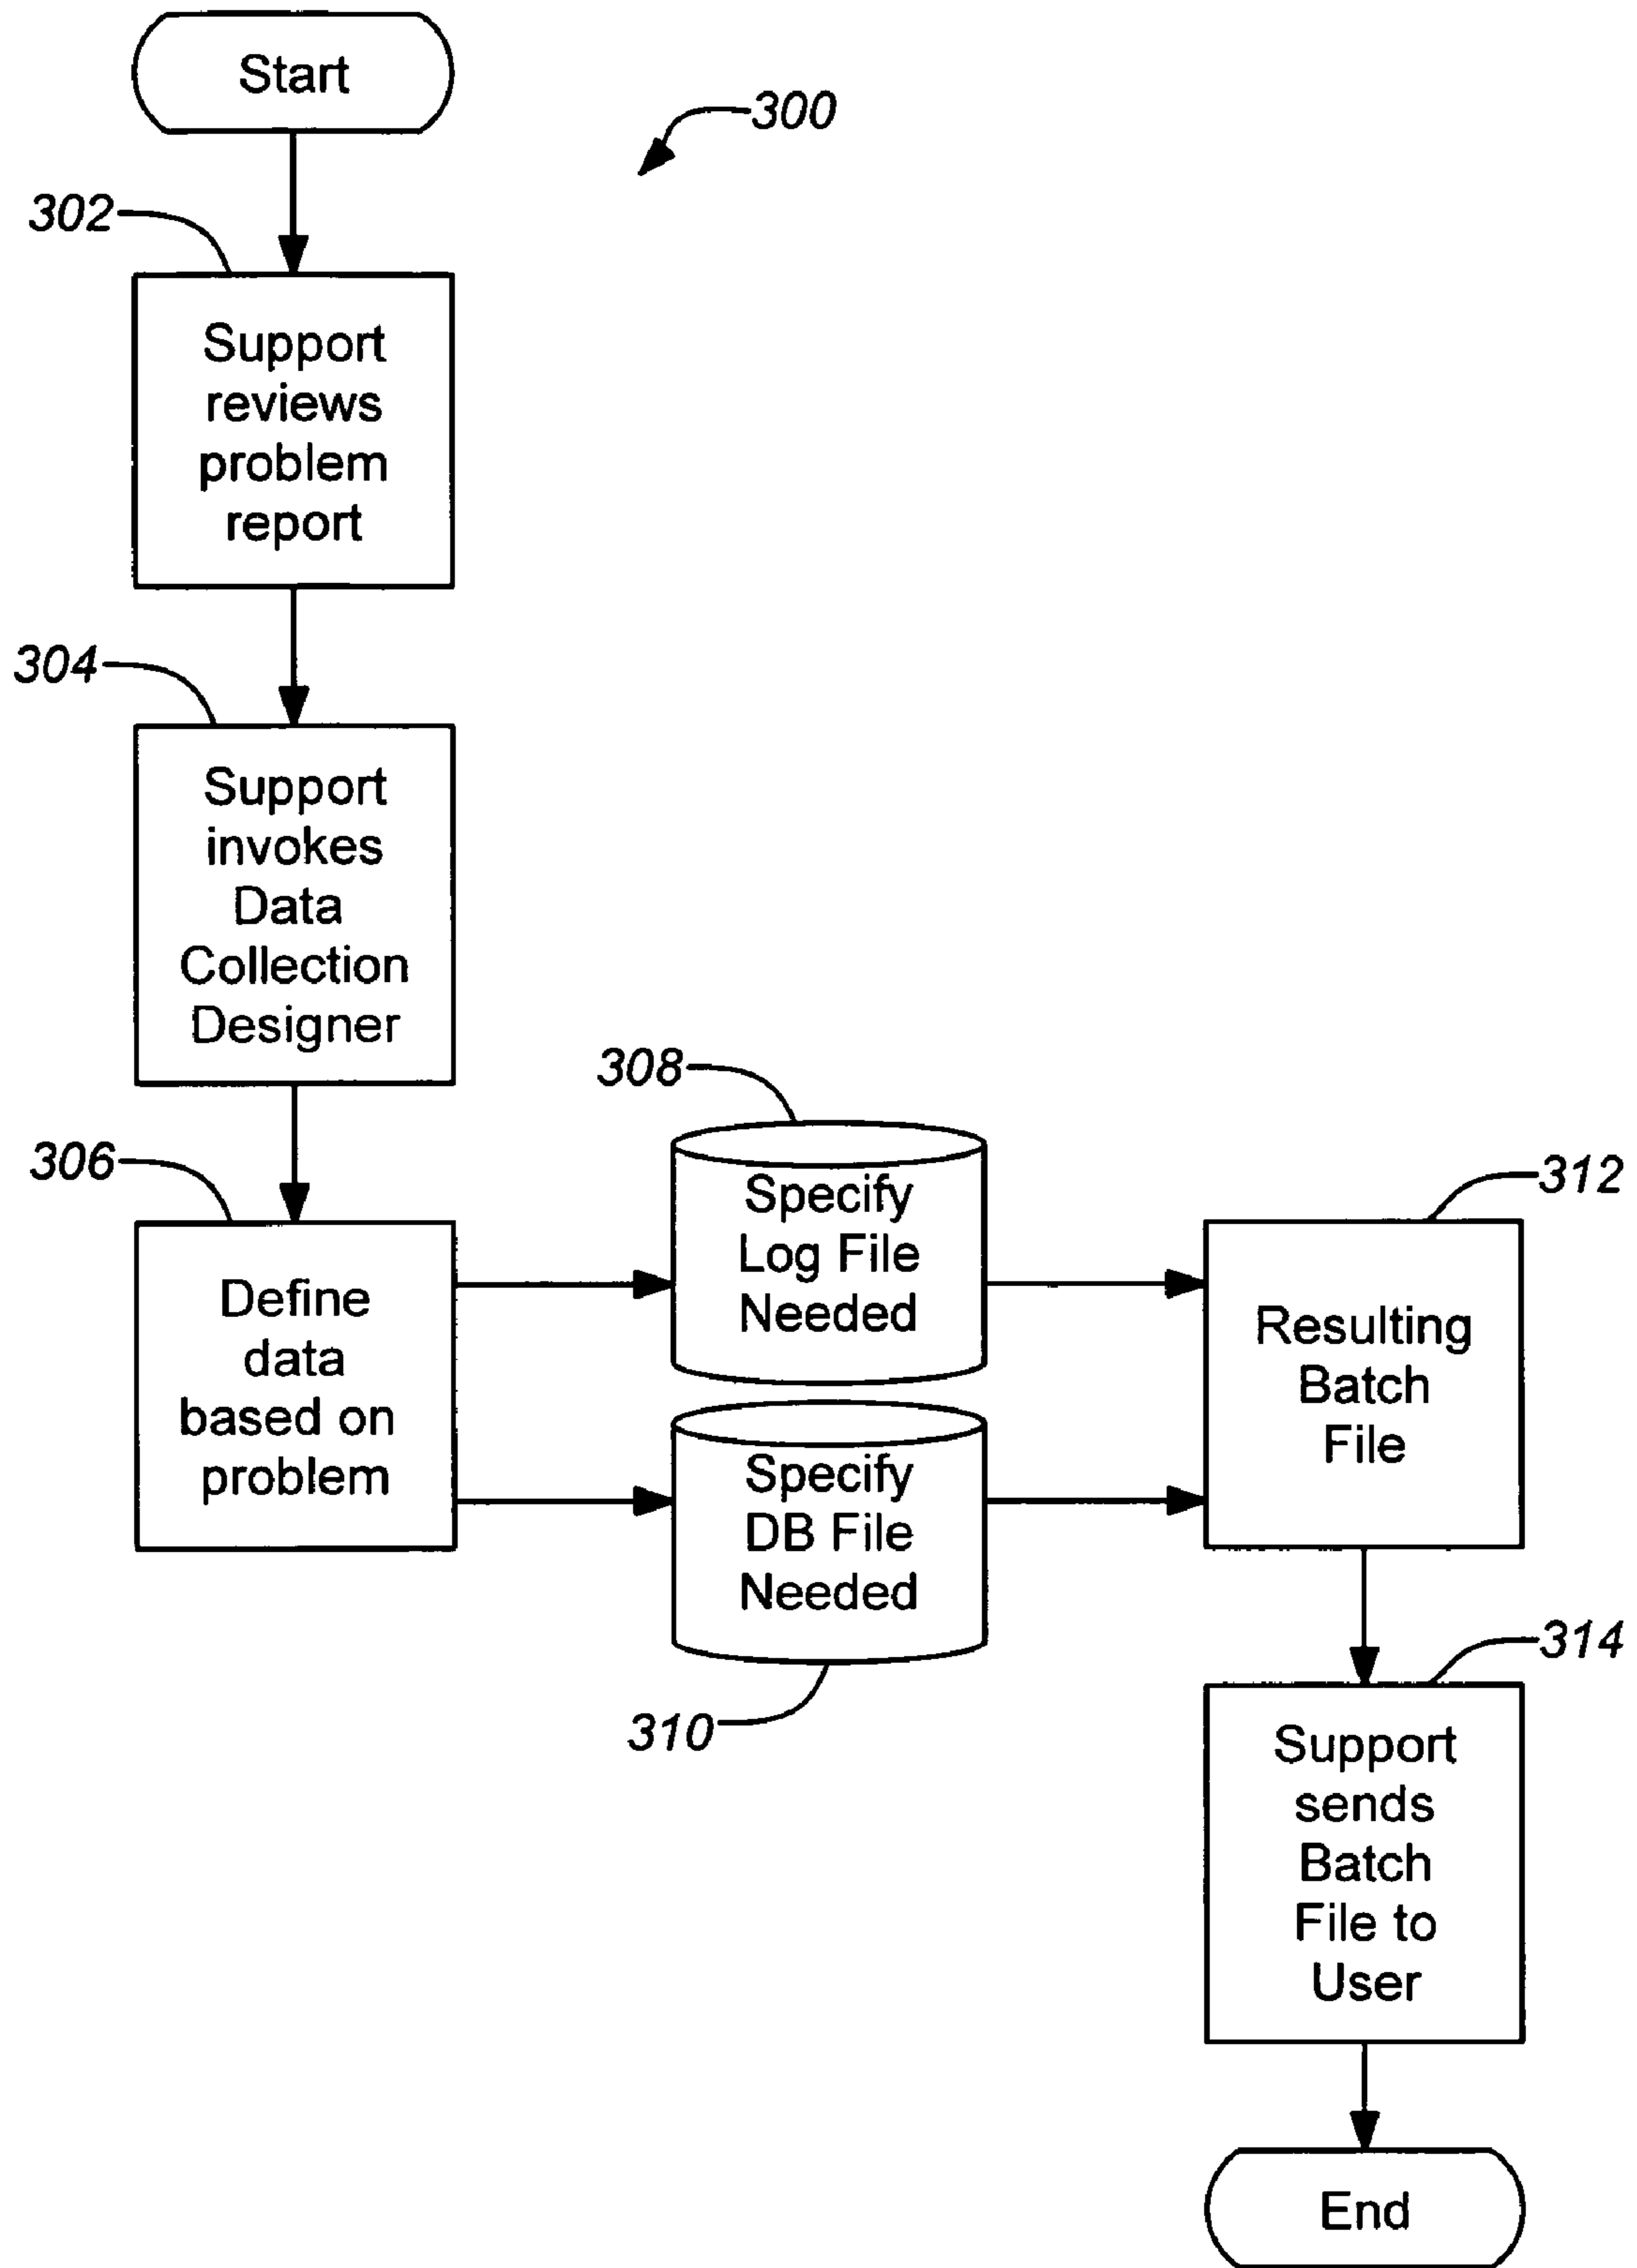 Start
300
302
Support
reviews
problem
report
304
Support
invokes
Data
Collection
Designer
306
Define
data
based on
problem
308
Specify
Log File
Needed
Specify
DB File
Needed
310
312
Resulting
Batch
File
314
Support
sends
Batch
File to
User
End